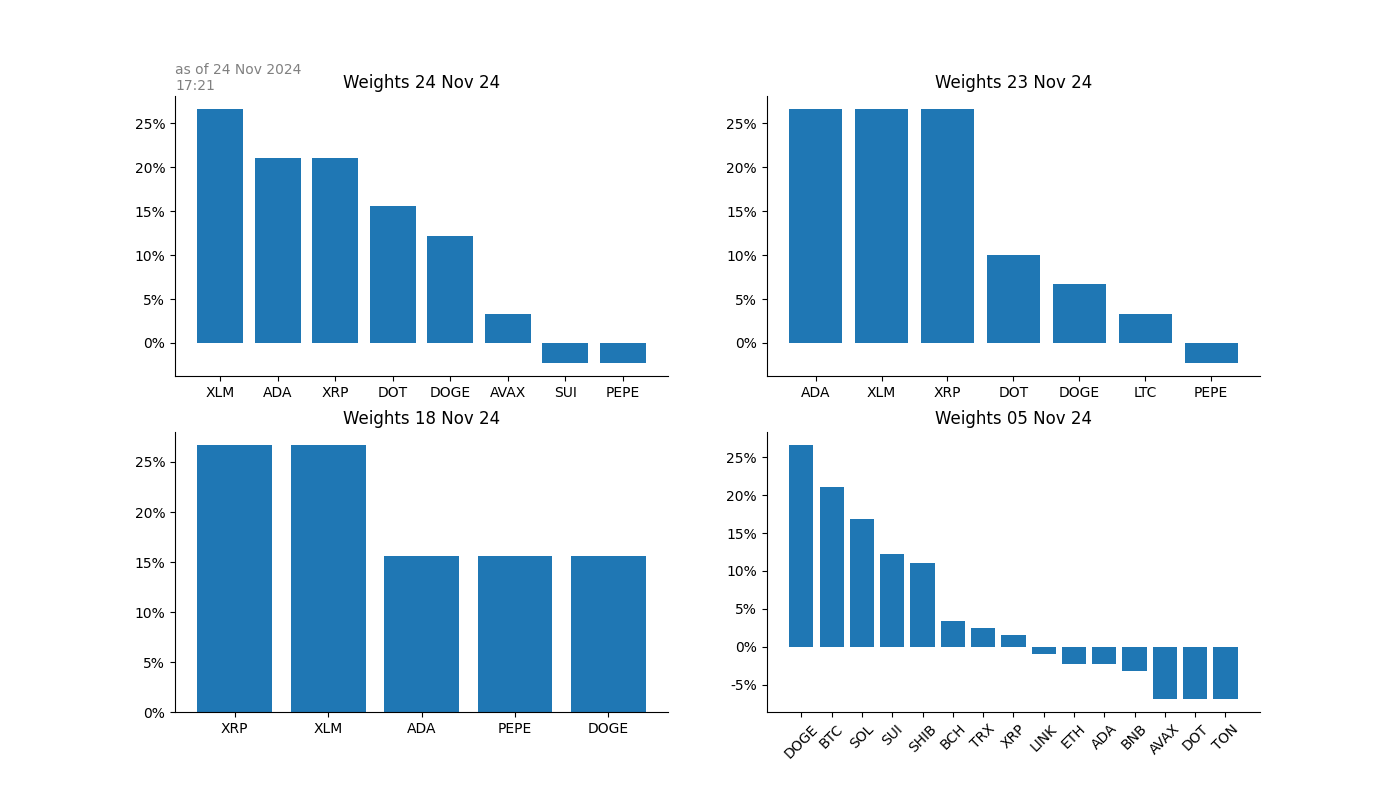 as of 24 Nov 2024
17:21
Weights 24 Nov 24
25%
20%
15%
10%
5%
0%
XLM ADA XRP DOT DOGE AVAX SUI PEPE
Weights 23 Nov 24
25%
20%
15%
10%
5%
0%
ADA XLM XRP DOT DOGE LTC PEPE
Weights 18 Nov 24
25%
20%
15%
10%
5%
0%
XRP XLM ADA PEPE DOGE
Weights 05 Nov 24
25%
20%
15%
10%
5%
0%
-5%
DOGE BTC SOL SUI SHIB BCH TRX XRP LINK ETH ADA BNB AVAX DOT TON